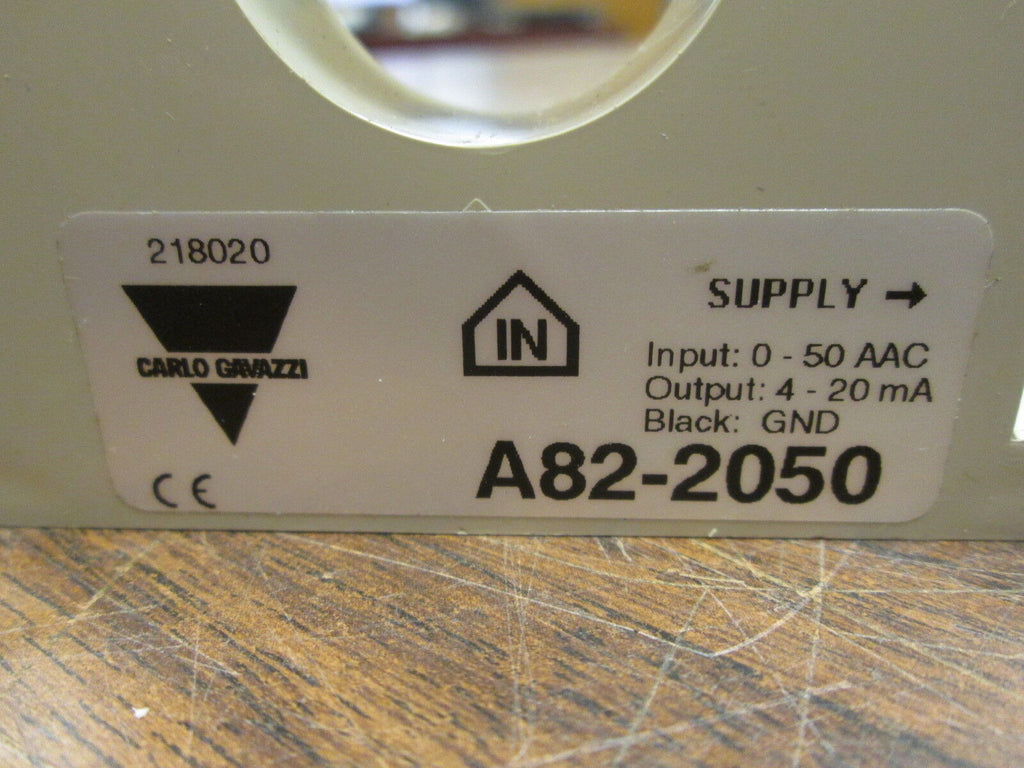 218020
CARLO GAVAZZI
CE
IN
SUPPLY →
Input: 0 - 50 AAC
Output: 4 - 20 mA
Black: GND
A82-2050